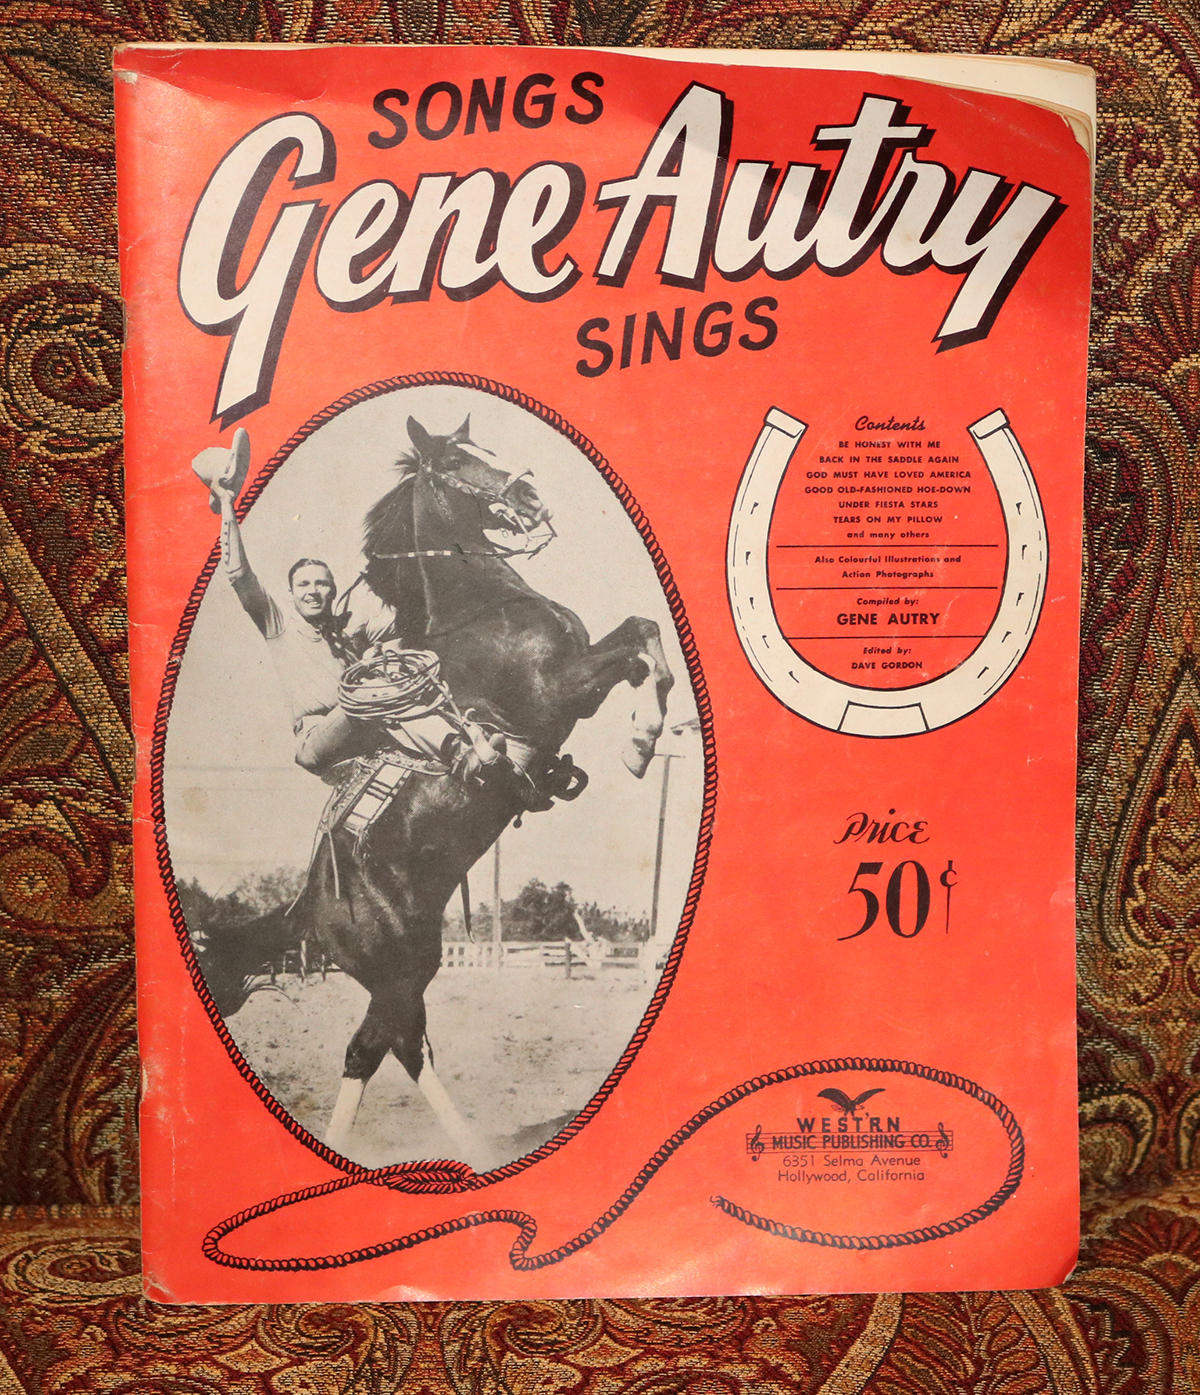 SONGS
Gene Autry
SINGS
Contents
BE HONEST WITH ME
BACK IN THE SADDLE AGAIN
GOD MUST HAVE LOVED AMERICA
GOOD OLD-FASHIONED HOE-DOWN
UNDER FIESTA STARS
TEARS ON MY PILLOW
and many others
Also Colourful Illustrations and
Action Photographs
Compiled by:
GENE AUTRY
Edited by:
DAVE GORDON
Price
50¢
WEST'RN
MUSIC PUBLISHING CO.
6351 Selma Avenue
Hollywood, California